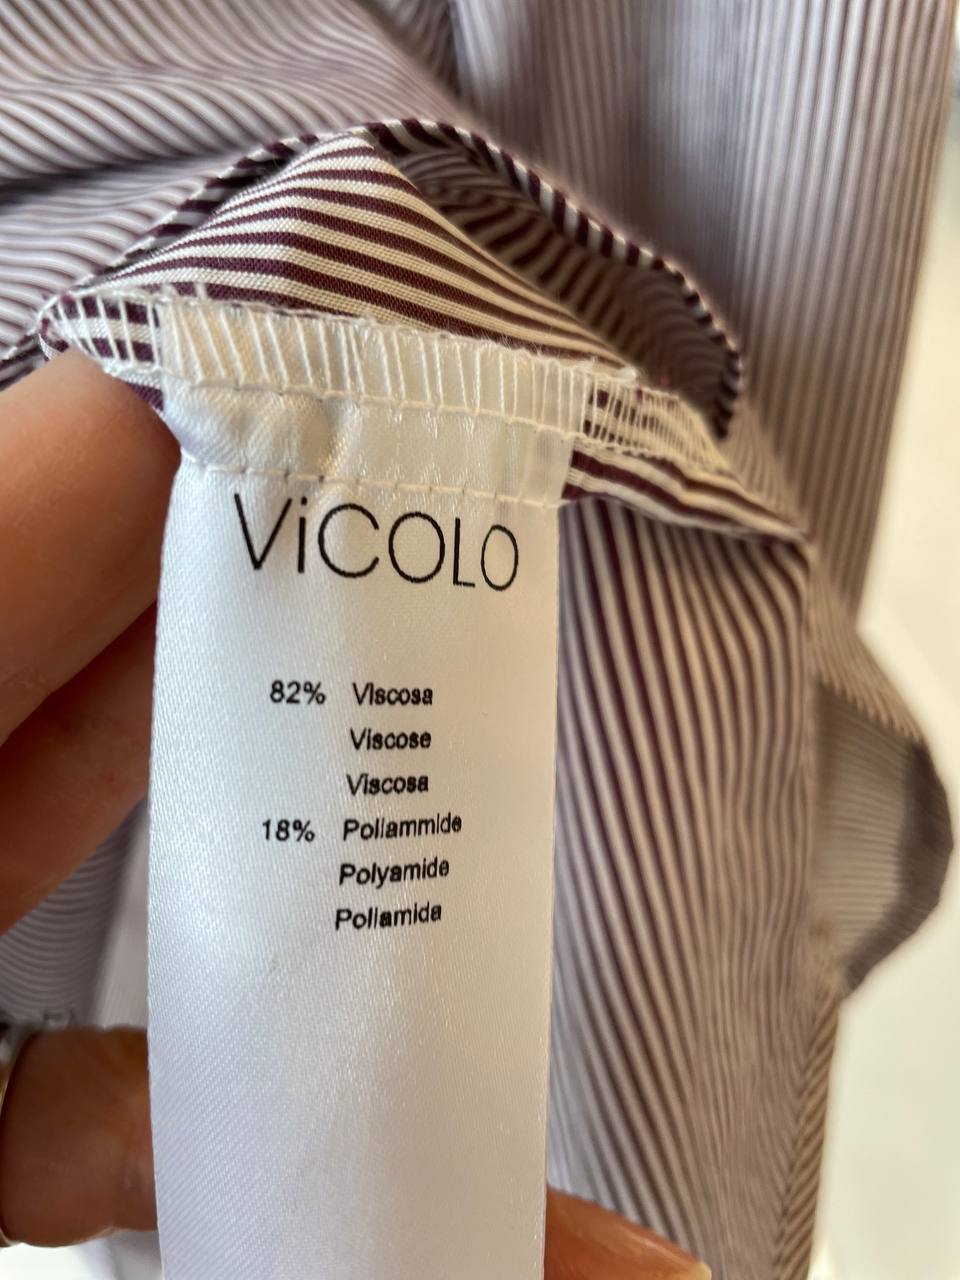 ViCOLO
82% Viscosa
Viscose
Viscosa
18% Poliammide
Polyamide
Poliamida